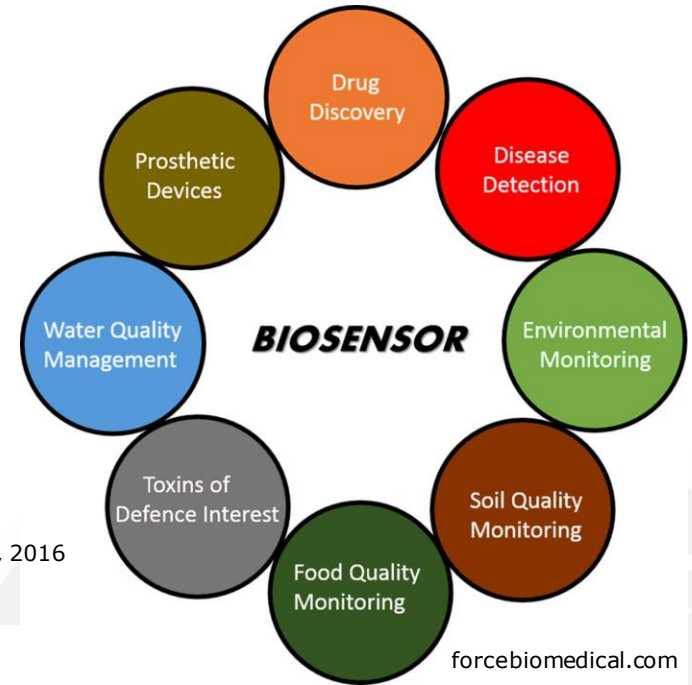 Drug
Discovery
Disease
Detection
Environmental
Monitoring
Soil Quality
Monitoring
Food Quality
Monitoring
Toxins of
Defence Interest
Water Quality
Management
Prosthetic
Devices
BIOSENSOR
, 2016
forcebiomedical.com